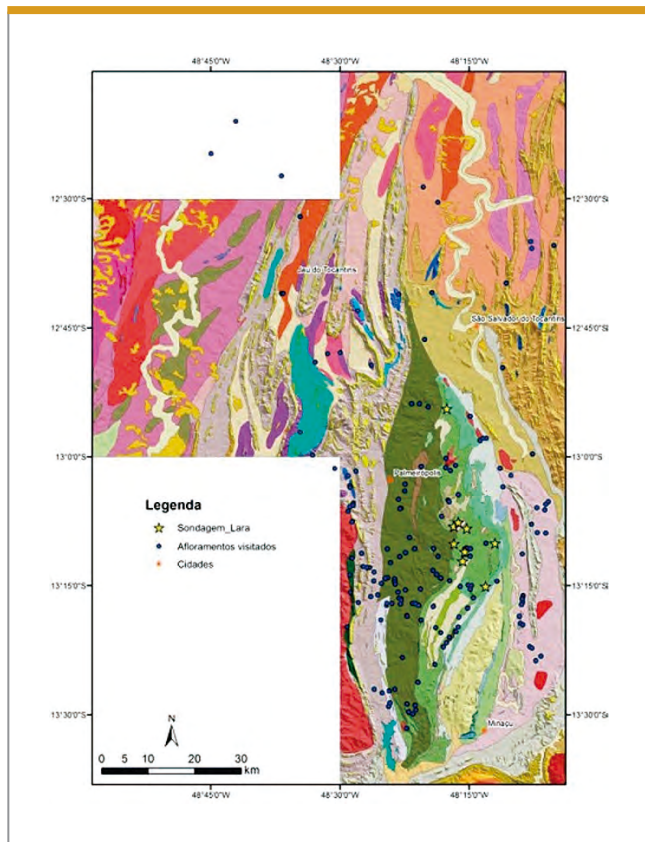 48°45'0"W 48°30'0"W 48°15'0"W
12°30'0"S 12°30'0"S
Jaú do Tocantins
São Salvador do Tocantins
12°45'0"S 12°45'0"S
13°0'0"S 13°0'0"S
Palmeirópolis
Legenda
Sondagem_Lara
Afloramentos visitados
Cidades
13°15'0"S 13°15'0"S
13°30'0"S 13°30'0"S
Minaçu
N
0 5 10 20 30
km
48°45'0"W 48°30'0"W 48°15'0"W